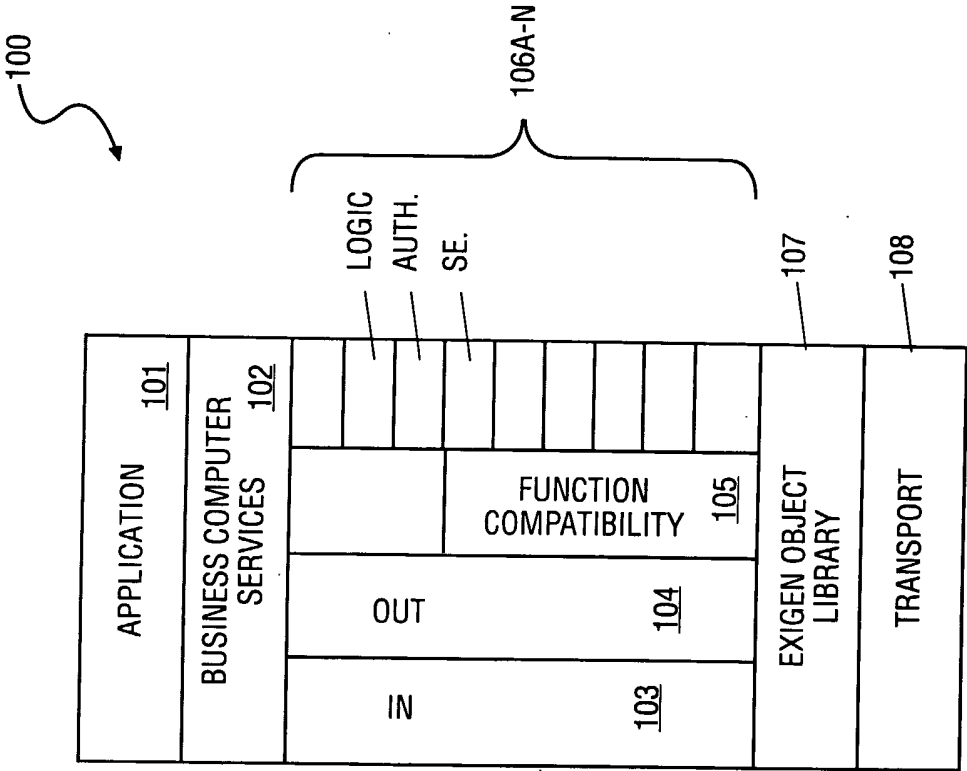 100
APPLICATION
101
BUSINESS COMPUTER
SERVICES
102
IN
103
OUT
104
FUNCTION
COMPATIBILITY
105
LOGIC
AUTH.
SE.
106A-N
EXIGEN OBJECT
LIBRARY
107
TRANSPORT
108